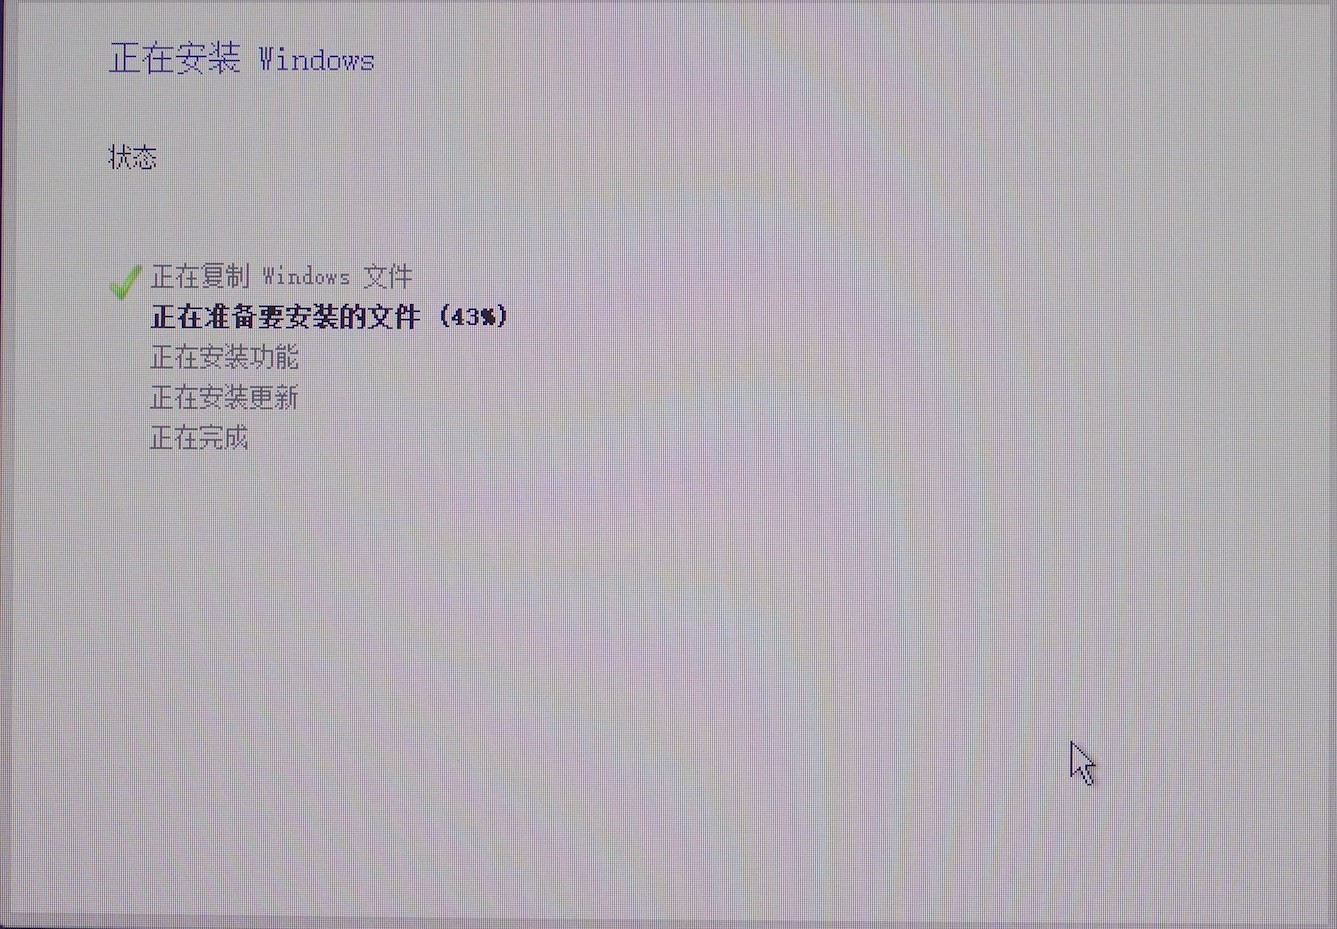 正在安装 Windows
状态
正在复制 Windows 文件
正在准备要安装的文件 (43%)
正在安装功能
正在安装更新
正在完成